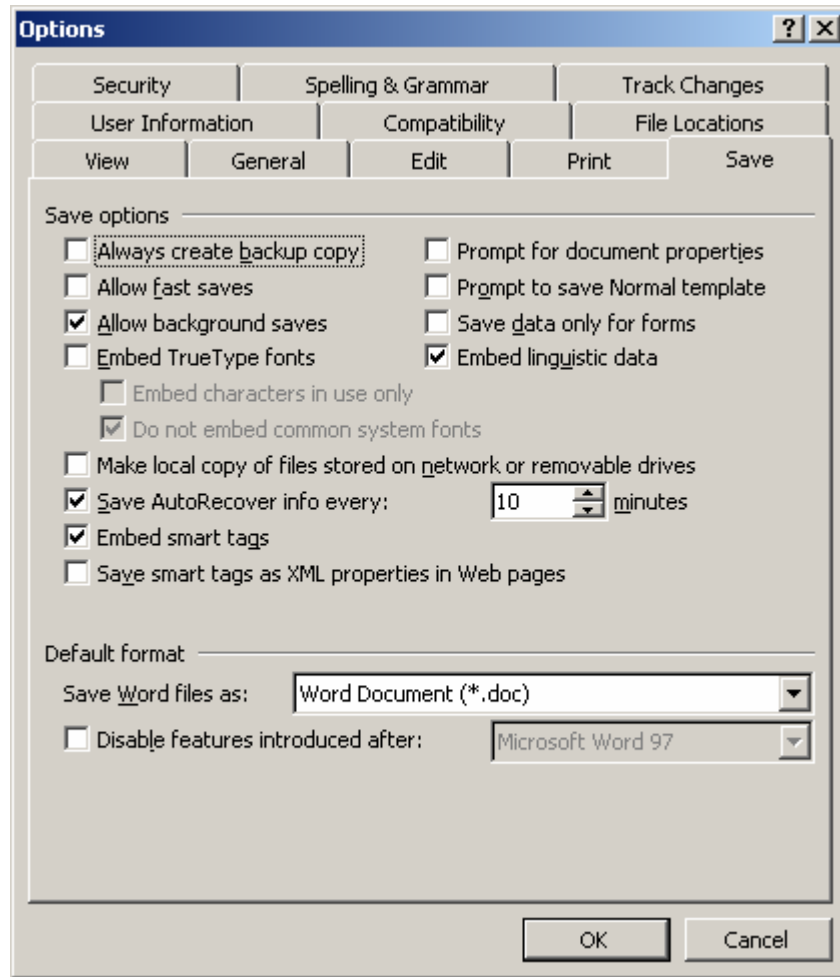 Options
Security Spelling & Grammar Track Changes
User Information Compatibility File Locations
View General Edit Print Save
Save options
Always create backup copy Prompt for document properties
Allow fast saves Prompt to save Normal template
Allow background saves Save data only for forms
Embed TrueType fonts Embed linguistic data
Embed characters in use only
Do not embed common system fonts
Make local copy of files stored on network or removable drives
Save AutoRecover info every: 10 minutes
Embed smart tags
Save smart tags as XML properties in Web pages
Default format
Save Word files as: Word Document (*.doc)
Disable features introduced after: Microsoft Word 97
OK Cancel